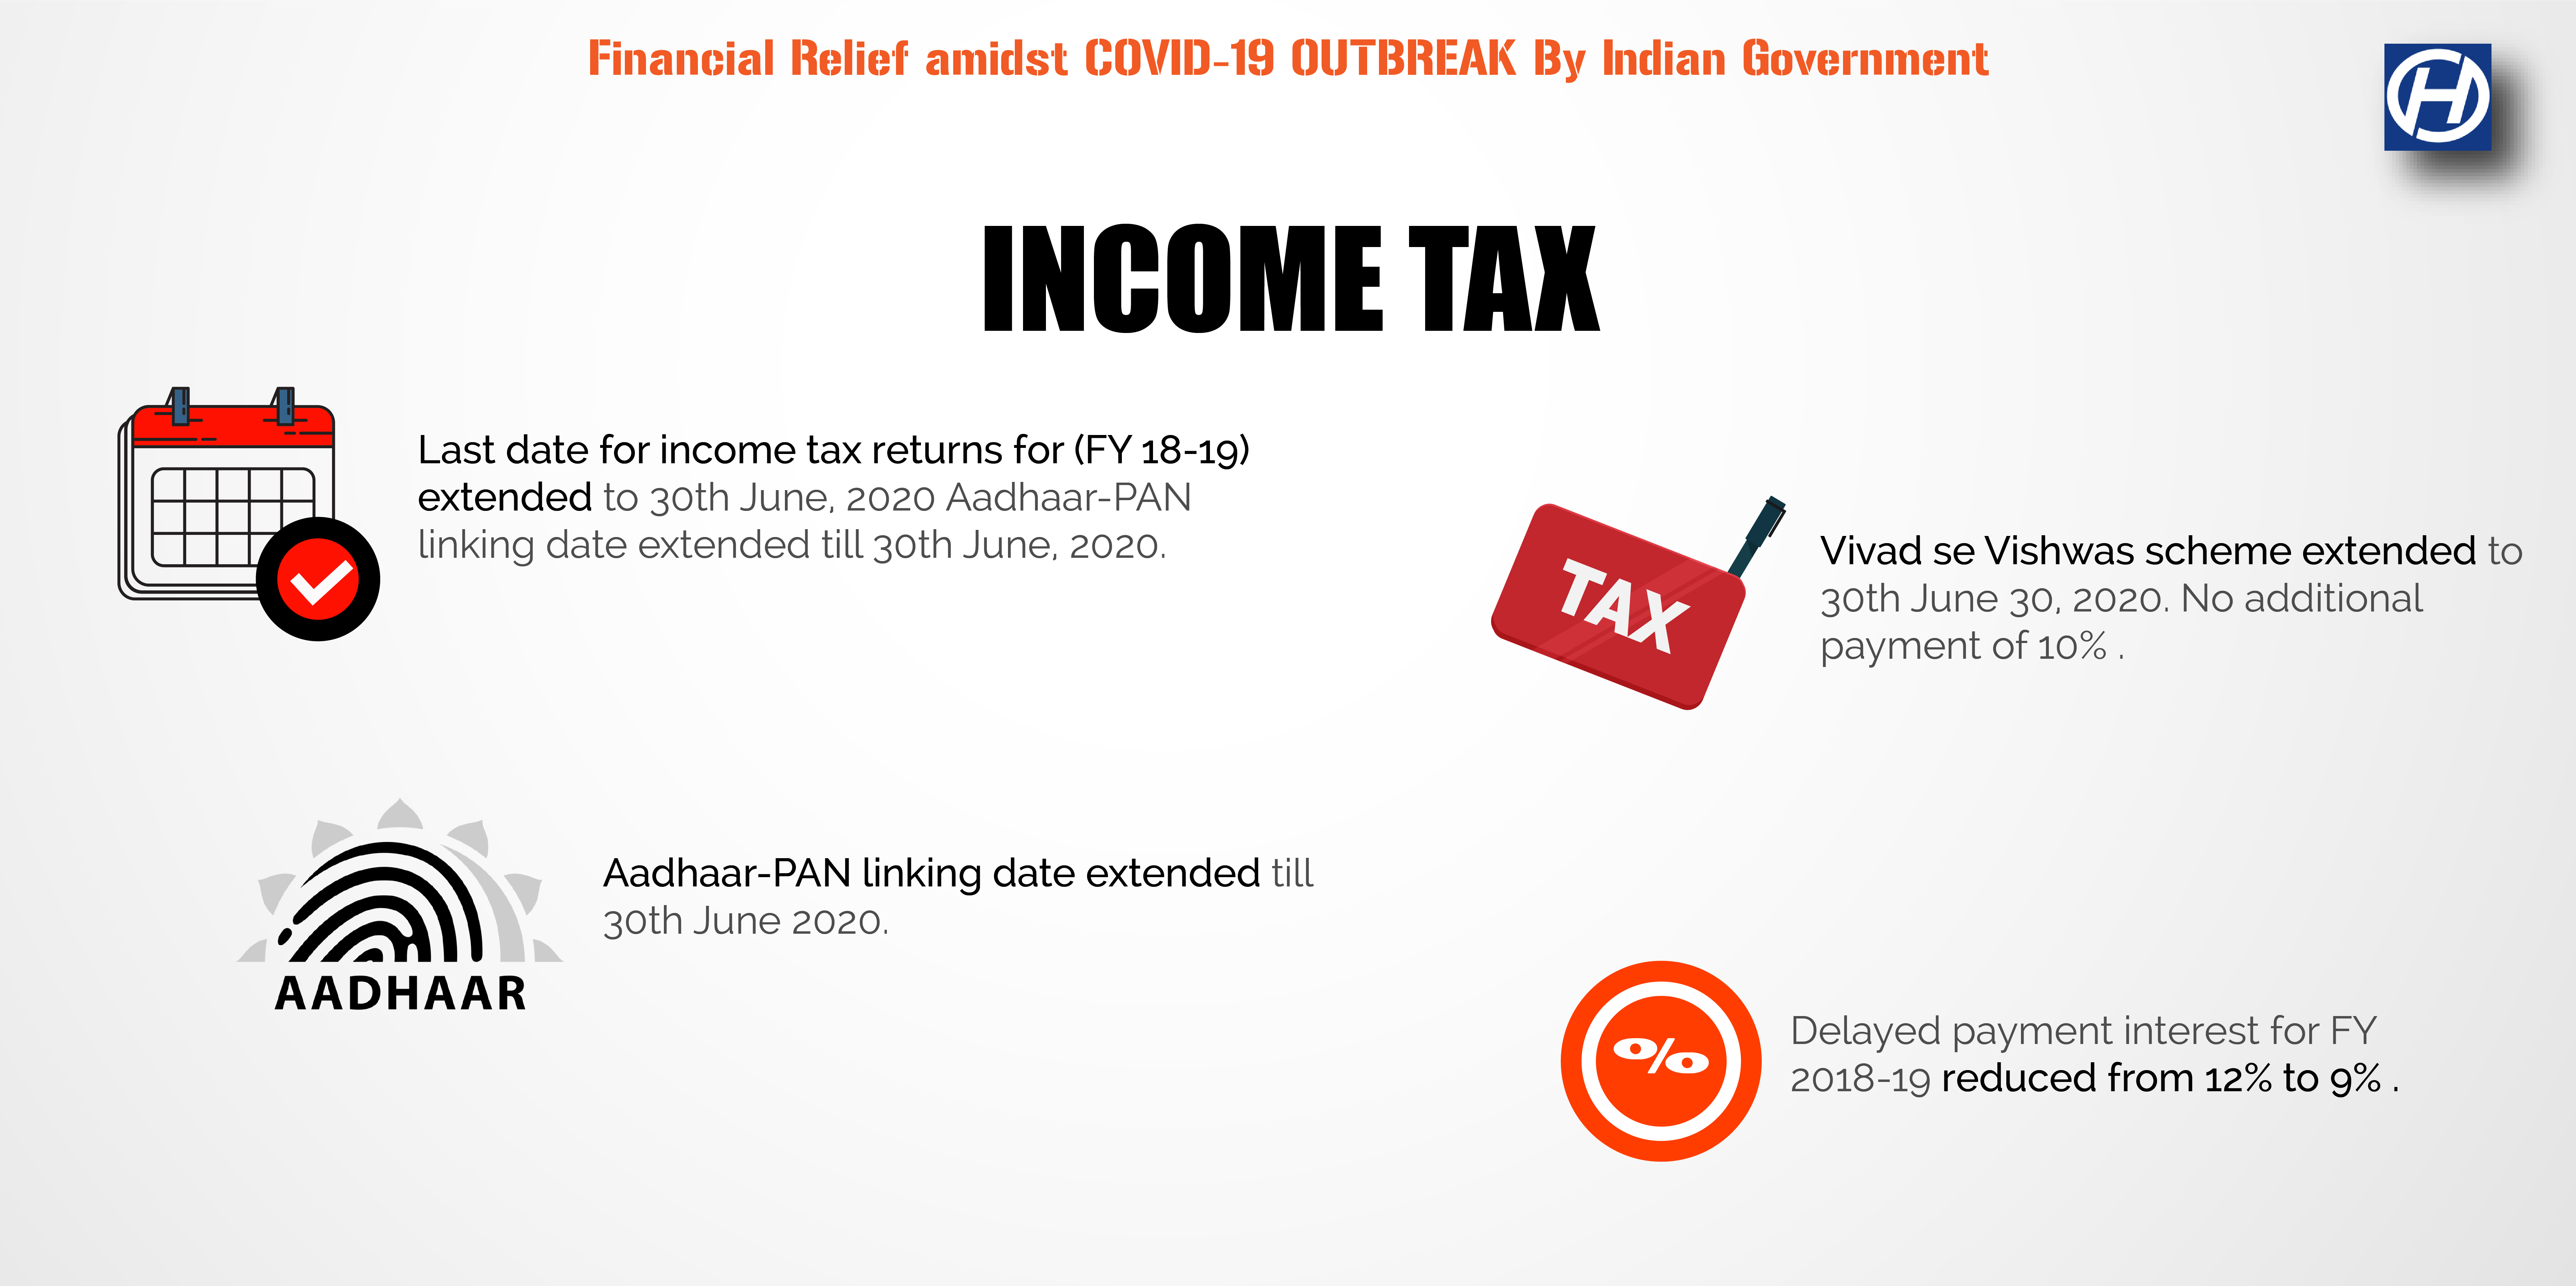 Financial Relief amidst COVID-19 OUTBREAK By Indian Government
H
INCOME TAX
Last date for income tax returns for (FY 18-19)
extended to 30th June, 2020 Aadhaar-PAN
linking date extended till 30th June, 2020.
TAX
Vivad se Vishwas scheme extended to
30th June 30, 2020. No additional
payment of 10% .
AADHAAR
Aadhaar-PAN linking date extended till
30th June 2020.
%
Delayed payment interest for FY
2018-19 reduced from 12% to 9% .